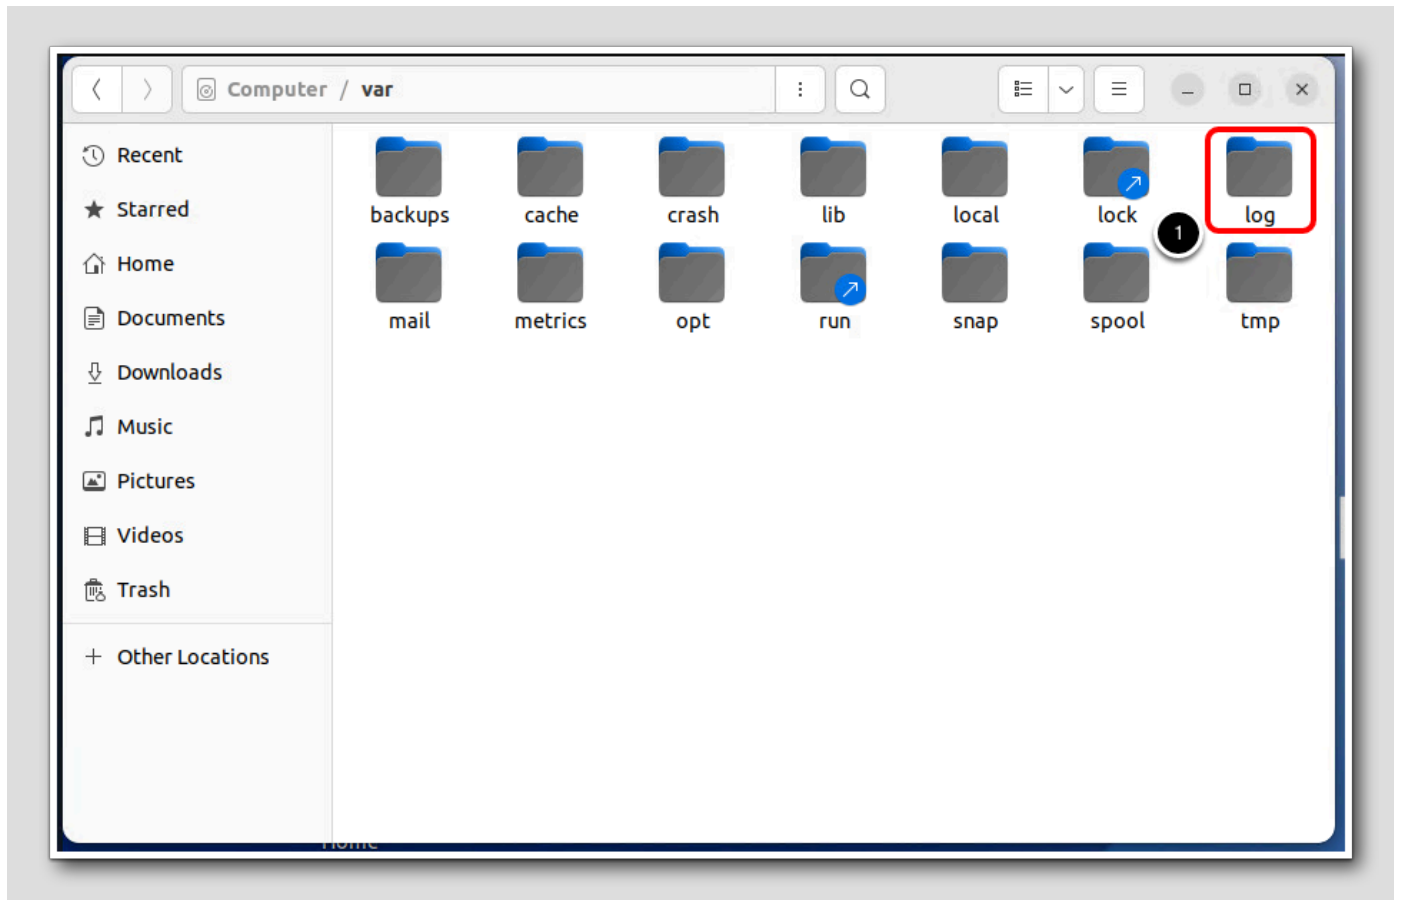 Computer / var
Recent
Starred
Home
Documents
Downloads
Music
Pictures
Videos
Trash
+ Other Locations
backups cache crash lib local lock log
1
mail metrics opt run snap spool tmp
Home